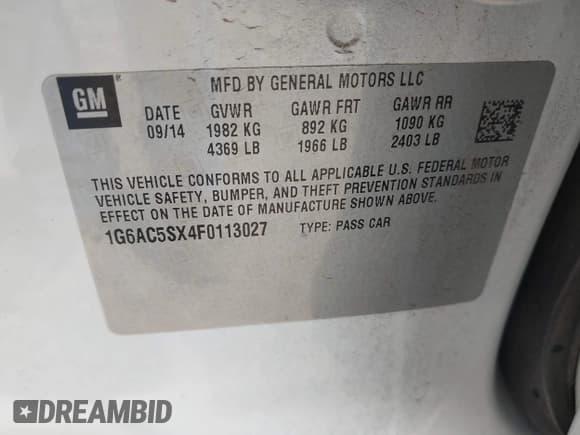 GM
MFD BY GENERAL MOTORS LLC
DATE GVWR GAWR FRT GAWR RR
09/14 1982 KG 892 KG 1090 KG
4369 LB 1966 LB 2403 LB
THIS VEHICLE CONFORMS TO ALL APPLICABLE U.S. FEDERAL MOTOR
VEHICLE SAFETY, BUMPER, AND THEFT PREVENTION STANDARDS IN
EFFECT ON THE DATE OF MANUFACTURE SHOWN ABOVE.
1G6AC5SX4F0113027 TYPE: PASS CAR
DREAMBID